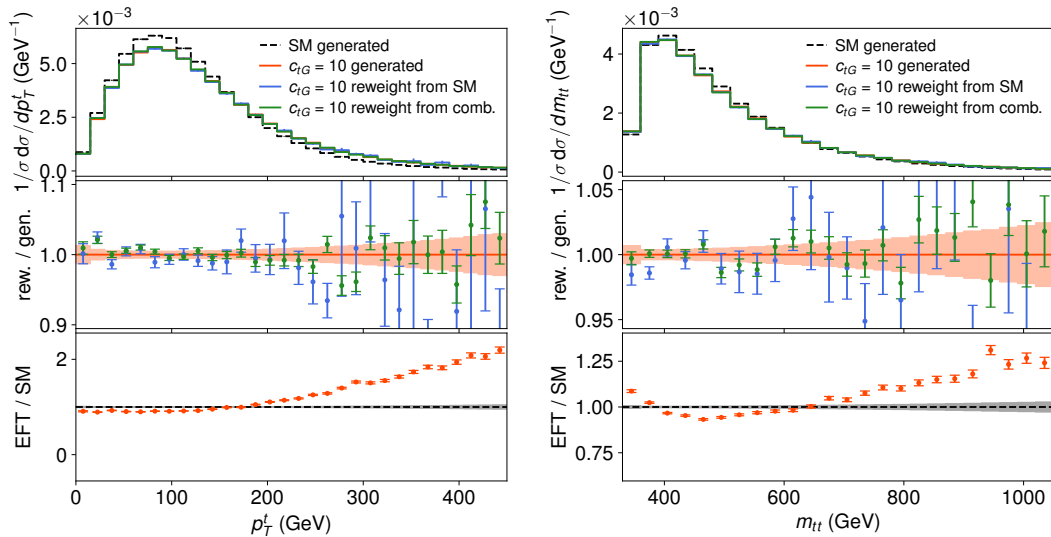 ×10⁻³
1/σ dσ/dp_T^t (GeV⁻¹)
5.0
2.5
0.0
SM generated
c_tG = 10 generated
c_tG = 10 reweight from SM
c_tG = 10 reweight from comb.
rew. / gen.
1.1
1.0
0.9
EFT / SM
2
1
0
0 100 200 300 400
p_T^t (GeV)
×10⁻³
1/σ dσ/dm_tt (GeV⁻¹)
4
2
0
SM generated
c_tG = 10 generated
c_tG = 10 reweight from SM
c_tG = 10 reweight from comb.
rew. / gen.
1.05
1.00
0.95
EFT / SM
1.25
1.00
0.75
400 600 800 1000
m_tt (GeV)